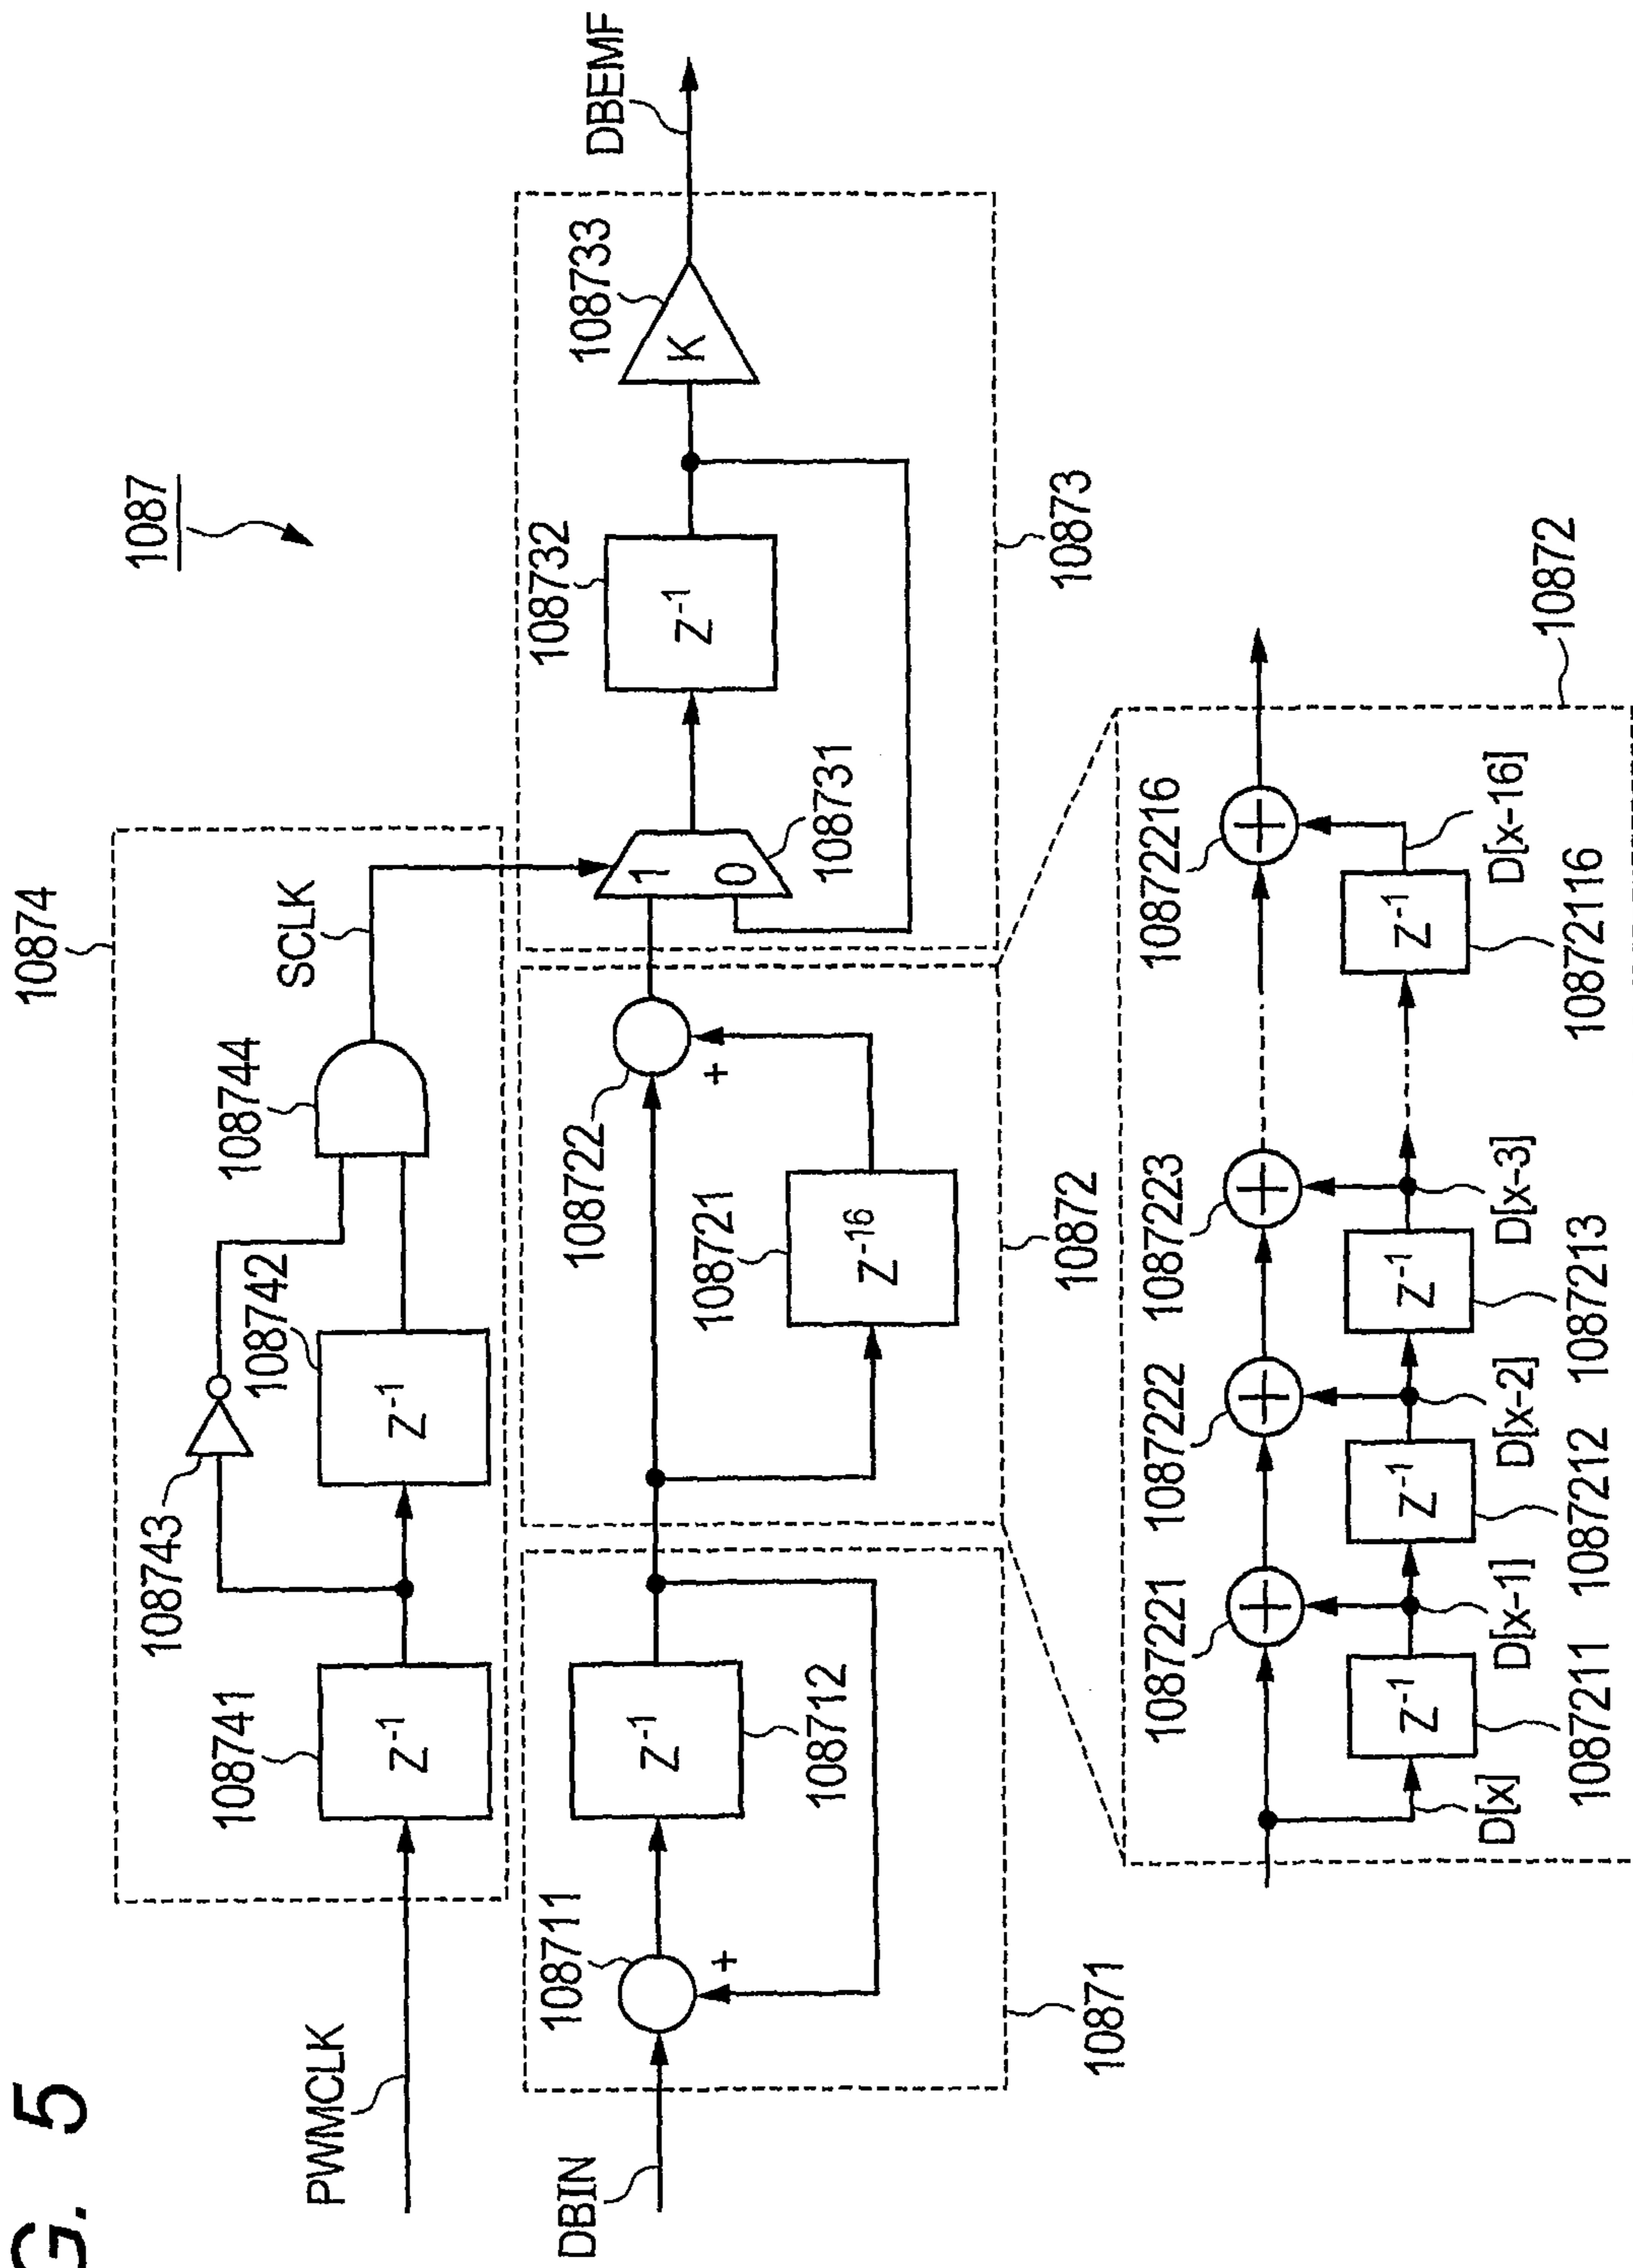 G. 5
1087
10874
PWMCLK
108741
Z-1
108743
108742
Z-1
108744
SCLK
DBIN
108711
+
Z-1
108712
10871
108722
+
108721
Z-16
10872
1
0
108731
108732
Z-1
108733
K
DBEMF
10873
1087221
1087222
1087223
10872216
D[x]
Z-1
1087211
D[x-1]
Z-1
1087212
D[x-2]
Z-1
1087213
D[x-3]
Z-1
10872116
D[x-16]
10872